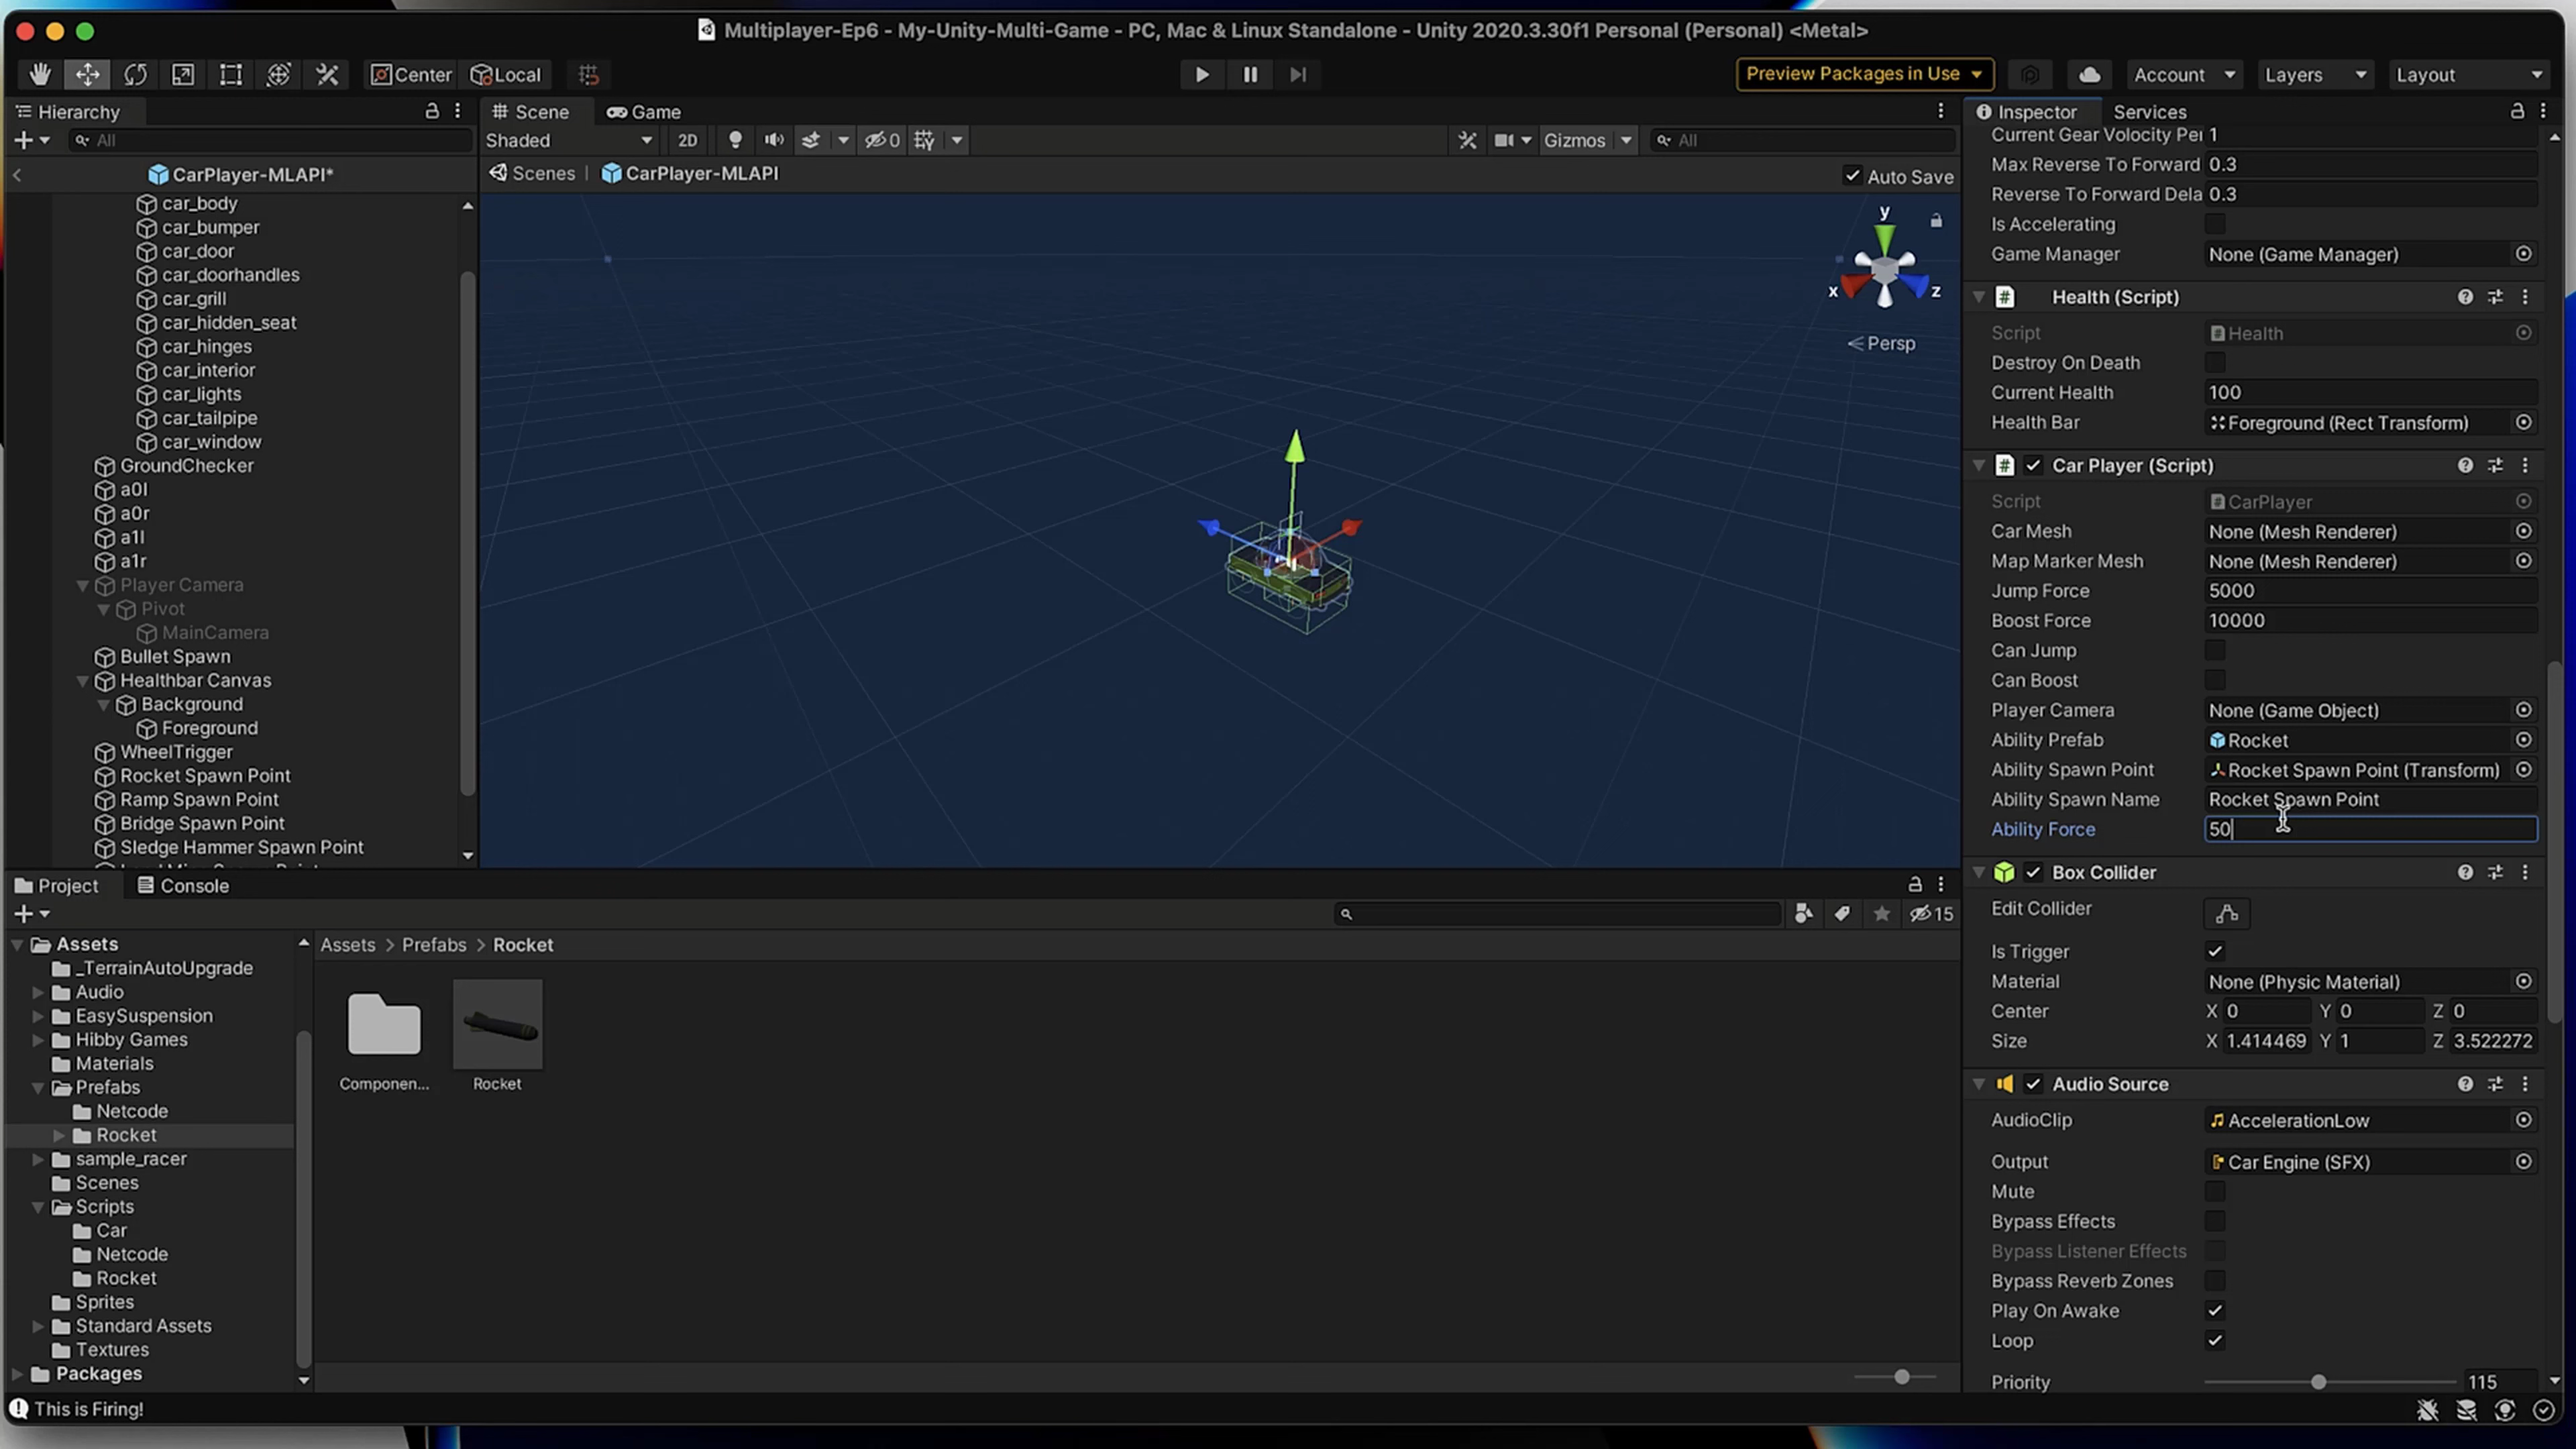 Multiplayer-Ep6 - My-Unity-Multi-Game - PC, Mac & Linux Standalone - Unity 2020.3.30f1 Personal (Personal) <Metal>
Center Local Preview Packages in Use Account Layers Layout
Hierarchy
All
CarPlayer-MLAPI*
car_body
car_bumper
car_door
car_doorhandles
car_grill
car_hidden_seat
car_hinges
car_interior
car_lights
car_tailpipe
car_window
GroundChecker
a0l
a0r
a1l
a1r
Player Camera
Pivot
MainCamera
Bullet Spawn
Healthbar Canvas
Background
Foreground
WheelTrigger
Rocket Spawn Point
Ramp Spawn Point
Bridge Spawn Point
Sledge Hammer Spawn Point
Scene Game
Shaded 2D 0 Gizmos All
Scenes | CarPlayer-MLAPI Auto Save
y
x z
Persp
Project Console
15
Assets
_TerrainAutoUpgrade
Audio
EasySuspension
Hibby Games
Materials
Prefabs
Netcode
Rocket
sample_racer
Scenes
Scripts
Car
Netcode
Rocket
Sprites
Standard Assets
Textures
Packages
Assets > Prefabs > Rocket
Componen... Rocket
Inspector Services
Current Gear Volocity Per 1
Max Reverse To Forward 0.3
Reverse To Forward Dela 0.3
Is Accelerating
Game Manager None (Game Manager)
Health (Script)
Script Health
Destroy On Death
Current Health 100
Health Bar Foreground (Rect Transform)
Car Player (Script)
Script CarPlayer
Car Mesh None (Mesh Renderer)
Map Marker Mesh None (Mesh Renderer)
Jump Force 5000
Boost Force 10000
Can Jump
Can Boost
Player Camera None (Game Object)
Ability Prefab Rocket
Ability Spawn Point Rocket Spawn Point (Transform)
Ability Spawn Name Rocket Spawn Point
Ability Force 50
Box Collider
Edit Collider
Is Trigger
Material None (Physic Material)
Center X 0 Y 0 Z 0
Size X 1.414469 Y 1 Z 3.522272
Audio Source
AudioClip AccelerationLow
Output Car Engine (SFX)
Mute
Bypass Effects
Bypass Listener Effects
Bypass Reverb Zones
Play On Awake
Loop
Priority 115
This is Firing!